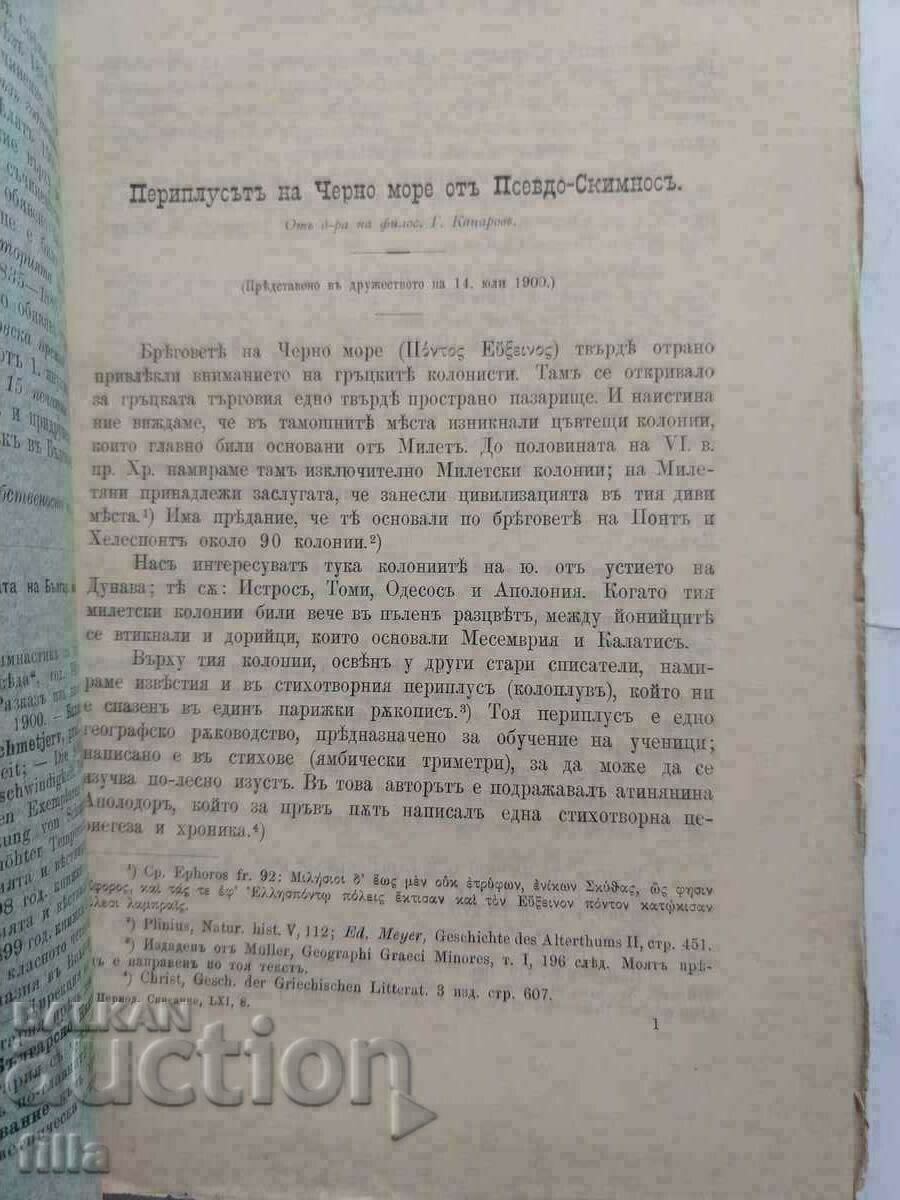 Периплусътъ на Черно море отъ Псевдо-Скимносъ.
Отъ д-ра на филос. Г. Кацаровъ.
(Прѣдставено въ дружеството на 14. юли 1900.)
Брѣговетѣ на Черно море (Πόντος Εὔξεινος) твърдѣ отрано
привлѣкли вниманието на гръцкитѣ колонисти. Тамъ се откривало
за гръцката търговия едно твърдѣ пространо пазарище. И наистина
ние виждаме, че въ тамошнитѣ мѣста изникнали цъвтещи колонии,
които главно били основани отъ Милетъ. До половината на VI. в.
пр. Хр. намираме тамъ изключително Милетски колонии; на Миле-
тяни принадлежи заслугата, че занесли цивилизацията въ тия диви
мѣста.¹) Има прѣдание, че тѣ основали по брѣговетѣ на Понтъ и
Хелеспонтъ около 90 колонии.²)
Насъ интересуватъ тука колониитѣ на ю. отъ устието на
Дунава; тѣ сѫ: Истросъ, Томи, Одесосъ и Аполония. Когато тия
милетски колонии били вече въ пъленъ разцвѣтъ, между йонийцитѣ
се втикнали и дорийци, които основали Месемврия и Калатисъ.
Върху тия колонии, освѣнъ у други стари списатели, нами-
раме извѣстия и въ стихотворния периплусъ (колоплувъ), който ни
е спазенъ въ единъ парижки рѫкописъ.³) Тоя периплусъ е едно
географско рѫководство, прѣдназначено за обучение на ученици;
написано е въ стихове (ямбически триметри), за да може да се
изучва по-лесно изустъ. Въ това авторътъ е подражавалъ атинянина
Аполодоръ, който за пръвъ пѫть написалъ една стихотворна пе-
риегеза и хроника.⁴)
¹) Ср. Ephoros fr. 92: Μιλήσιοι δ' ἕως μὲν οὐκ ἐτρύφων, ἐνίκων Σκύθας, ὥς φησιν
Ἔφορος, καὶ τάς τε ἐφ' Ἑλλησπόντῳ πόλεις ἔκτισαν καὶ τὸν Εὔξεινον πόντον κατῴκισαν
πόλεσι λαμπραῖς.
²) Plinius, Natur. hist. V, 112; Ed. Meyer, Geschichte des Alterthums II, стр. 451.
³) Издаденъ отъ Müller, Geographi Graeci Minores, т. I, 196 слѣд. Моятъ прѣ-
водъ е направенъ по тоя текстъ.
⁴) Christ, Gesch. der Griechischen Litterat. 3 изд. стр. 607.
Период. Списание, LXI, 8.
1
BALKAN
auction
filla